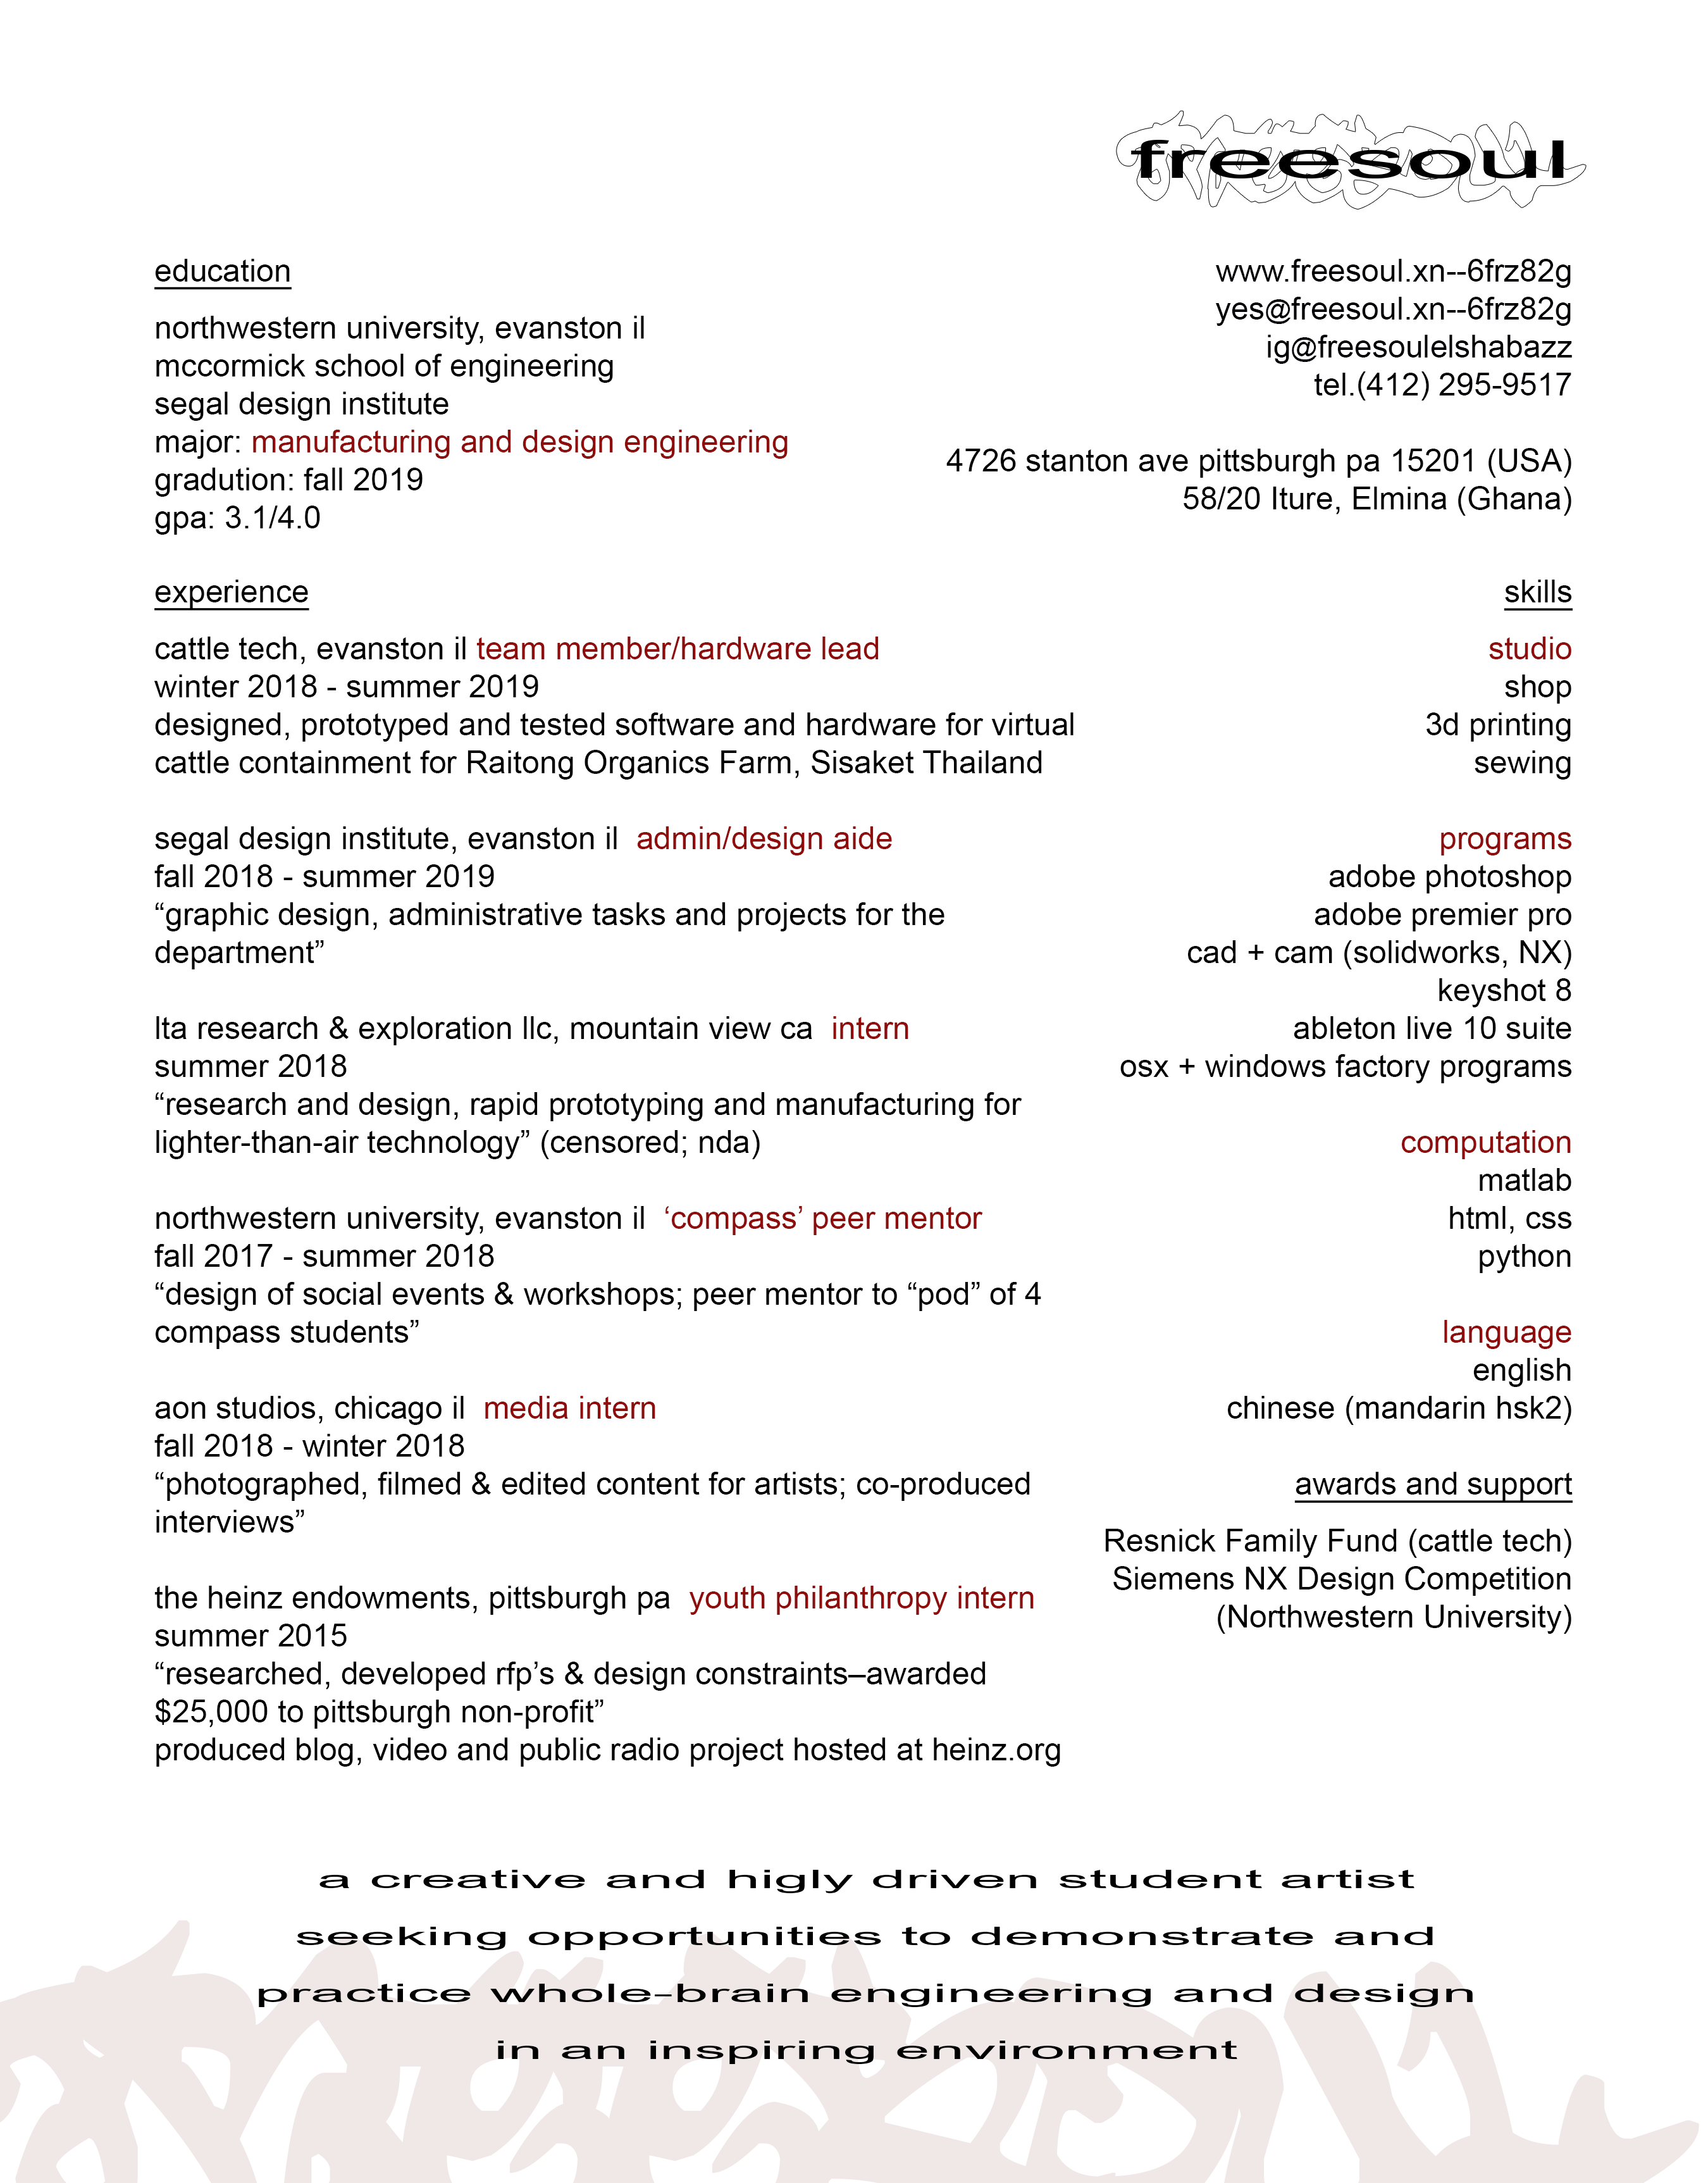 freesoul
www.freesoul.xn--6frz82g
yes@freesoul.xn--6frz82g
ig@freesoulelshabazz
tel.(412) 295-9517
4726 stanton ave pittsburgh pa 15201 (USA)
58/20 Iture, Elmina (Ghana)
education
northwestern university, evanston il
mccormick school of engineering
segal design institute
major: manufacturing and design engineering
gradution: fall 2019
gpa: 3.1/4.0
experience
cattle tech, evanston il team member/hardware lead
winter 2018 - summer 2019
designed, prototyped and tested software and hardware for virtual
cattle containment for Raitong Organics Farm, Sisaket Thailand
segal design institute, evanston il  admin/design aide
fall 2018 - summer 2019
“graphic design, administrative tasks and projects for the
department”
lta research & exploration llc, mountain view ca  intern
summer 2018
“research and design, rapid prototyping and manufacturing for
lighter-than-air technology” (censored; nda)
northwestern university, evanston il  ‘compass’ peer mentor
fall 2017 - summer 2018
“design of social events & workshops; peer mentor to “pod” of 4
compass students”
aon studios, chicago il  media intern
fall 2018 - winter 2018
“photographed, filmed & edited content for artists; co-produced
interviews”
the heinz endowments, pittsburgh pa  youth philanthropy intern
summer 2015
“researched, developed rfp’s & design constraints–awarded
$25,000 to pittsburgh non-profit”
produced blog, video and public radio project hosted at heinz.org
skills
studio
shop
3d printing
sewing
programs
adobe photoshop
adobe premier pro
cad + cam (solidworks, NX)
keyshot 8
ableton live 10 suite
osx + windows factory programs
computation
matlab
html, css
python
language
english
chinese (mandarin hsk2)
awards and support
Resnick Family Fund (cattle tech)
Siemens NX Design Competition
(Northwestern University)
a creative and higly driven student artist
seeking opportunities to demonstrate and
practice whole-brain engineering and design
in an inspiring environment